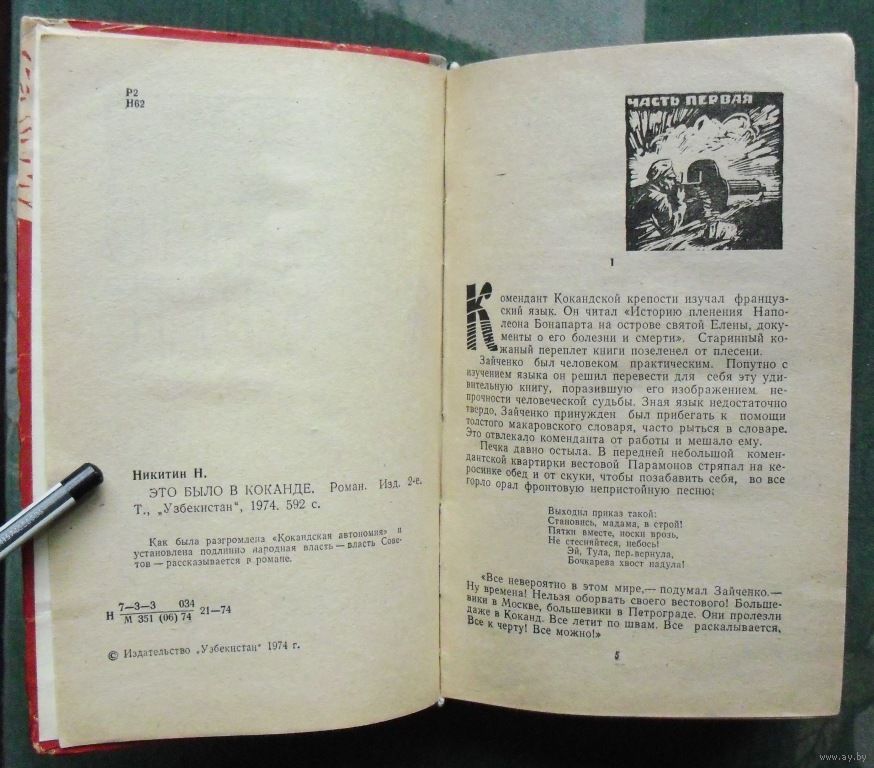 Р2
Н62
Никитин Н.
ЭТО БЫЛО В КОКАНДЕ. Роман. Изд. 2-е.
Т., „Узбекистан", 1974. 592 с.
Как была разгромлена «Кокандская автономия» и
установлена подлинно народная власть — власть Сове-
тов — рассказывается в романе.
Н 7—3—3 034 / М 351 (06) 74 21—74
© Издательство „Узбекистан" 1974 г.
ЧАСТЬ ПЕРВАЯ
1
Комендант Кокандской крепости изучал француз-
ский язык. Он читал «Историю пленения Напо-
леона Бонапарта на острове святой Елены, доку-
менты о его болезни и смерти». Старинный ко-
жаный переплет книги позеленел от плесени.
Зайченко был человеком практическим. Попутно с
изучением языка он решил перевести для себя эту уди-
вительную книгу, поразившую его изображением не-
прочности человеческой судьбы. Зная язык недостаточно
твердо, Зайченко принужден был прибегать к помощи
толстого макаровского словаря, часто рыться в словаре.
Это отвлекало коменданта от работы и мешало ему.
Печка давно остыла. В передней небольшой комен-
дантской квартирки вестовой Парамонов стряпал на ке-
росинке обед и от скуки, чтобы позабавить себя, во все
горло орал фронтовую непристойную песню:
Выходил приказ такой:
Становись, мадама, в строй!
Пятки вместе, носки врозь,
Не стесняйтеся, небось!
Эй, Тула, пер-вернула,
Бочкарева хвост надула!
«Все невероятно в этом мире,— подумал Зайченко.—
Ну времена! Нельзя оборвать своего вестового! Больше-
вики в Москве, большевики в Петрограде. Они пролезли
даже в Коканд. Все летит по швам. Все раскалывается,
Все к черту! Все можно!»
5
www.ay.by